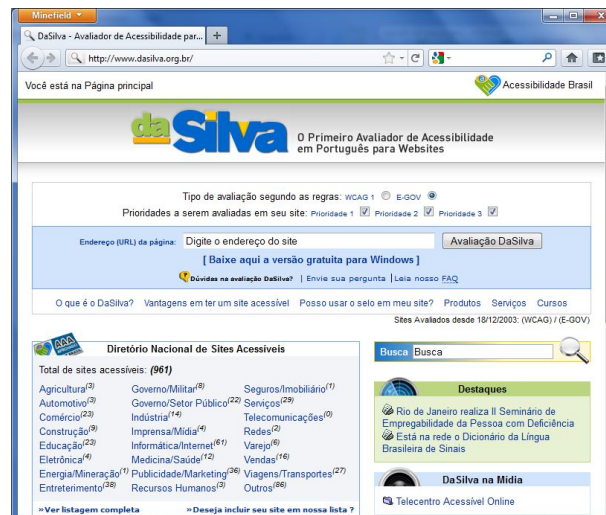 Minefield
DaSilva - Avaliador de Acessibilidade par...
http://www.dasilva.org.br/
Você está na Página principal
Acessibilidade Brasil
daSilva
O Primeiro Avaliador de Acessibilidade
em Português para Websites
Tipo de avaliação segundo as regras: WCAG 1 E-GOV
Prioridades a serem avaliadas em seu site: Prioridade 1 Prioridade 2 Prioridade 3
Endereço (URL) da página: Digite o endereço do site Avaliação DaSilva
[ Baixe aqui a versão gratuita para Windows ]
Dúvidas na avaliação DaSilva? | Envie sua pergunta | Leia nosso FAQ
O que é o DaSilva? Vantagens em ter um site acessível Posso usar o selo em meu site? Produtos Serviços Cursos
Sites Avaliados desde 18/12/2003: (WCAG) / (E-GOV)
AAA
Diretório Nacional de Sites Acessíveis
Total de sites acessíveis: (961)
Agricultura(3) Governo/Militar(8) Seguros/Imobiliário(1)
Automotivo(3) Governo/Setor Público(22) Serviços(29)
Comércio(23) Indústria(14) Telecomunicações(0)
Construção(9) Imprensa/Mídia(4) Redes(2)
Educação(23) Informática/Internet(61) Varejo(6)
Eletrônica(4) Medicina/Saúde(12) Vendas(16)
Energia/Mineração(1) Publicidade/Marketing(36) Viagens/Transportes(27)
Entreterimento(38) Recursos Humanos(3) Outros(86)
»Ver listagem completa »Deseja incluir seu site em nossa lista ?
Busca Busca
Destaques
Rio de Janeiro realiza II Seminário de
Empregabilidade da Pessoa com Deficiência
Está na rede o Dicionário da Língua
Brasileira de Sinais
DaSilva na Mídia
Telecentro Acessível Online